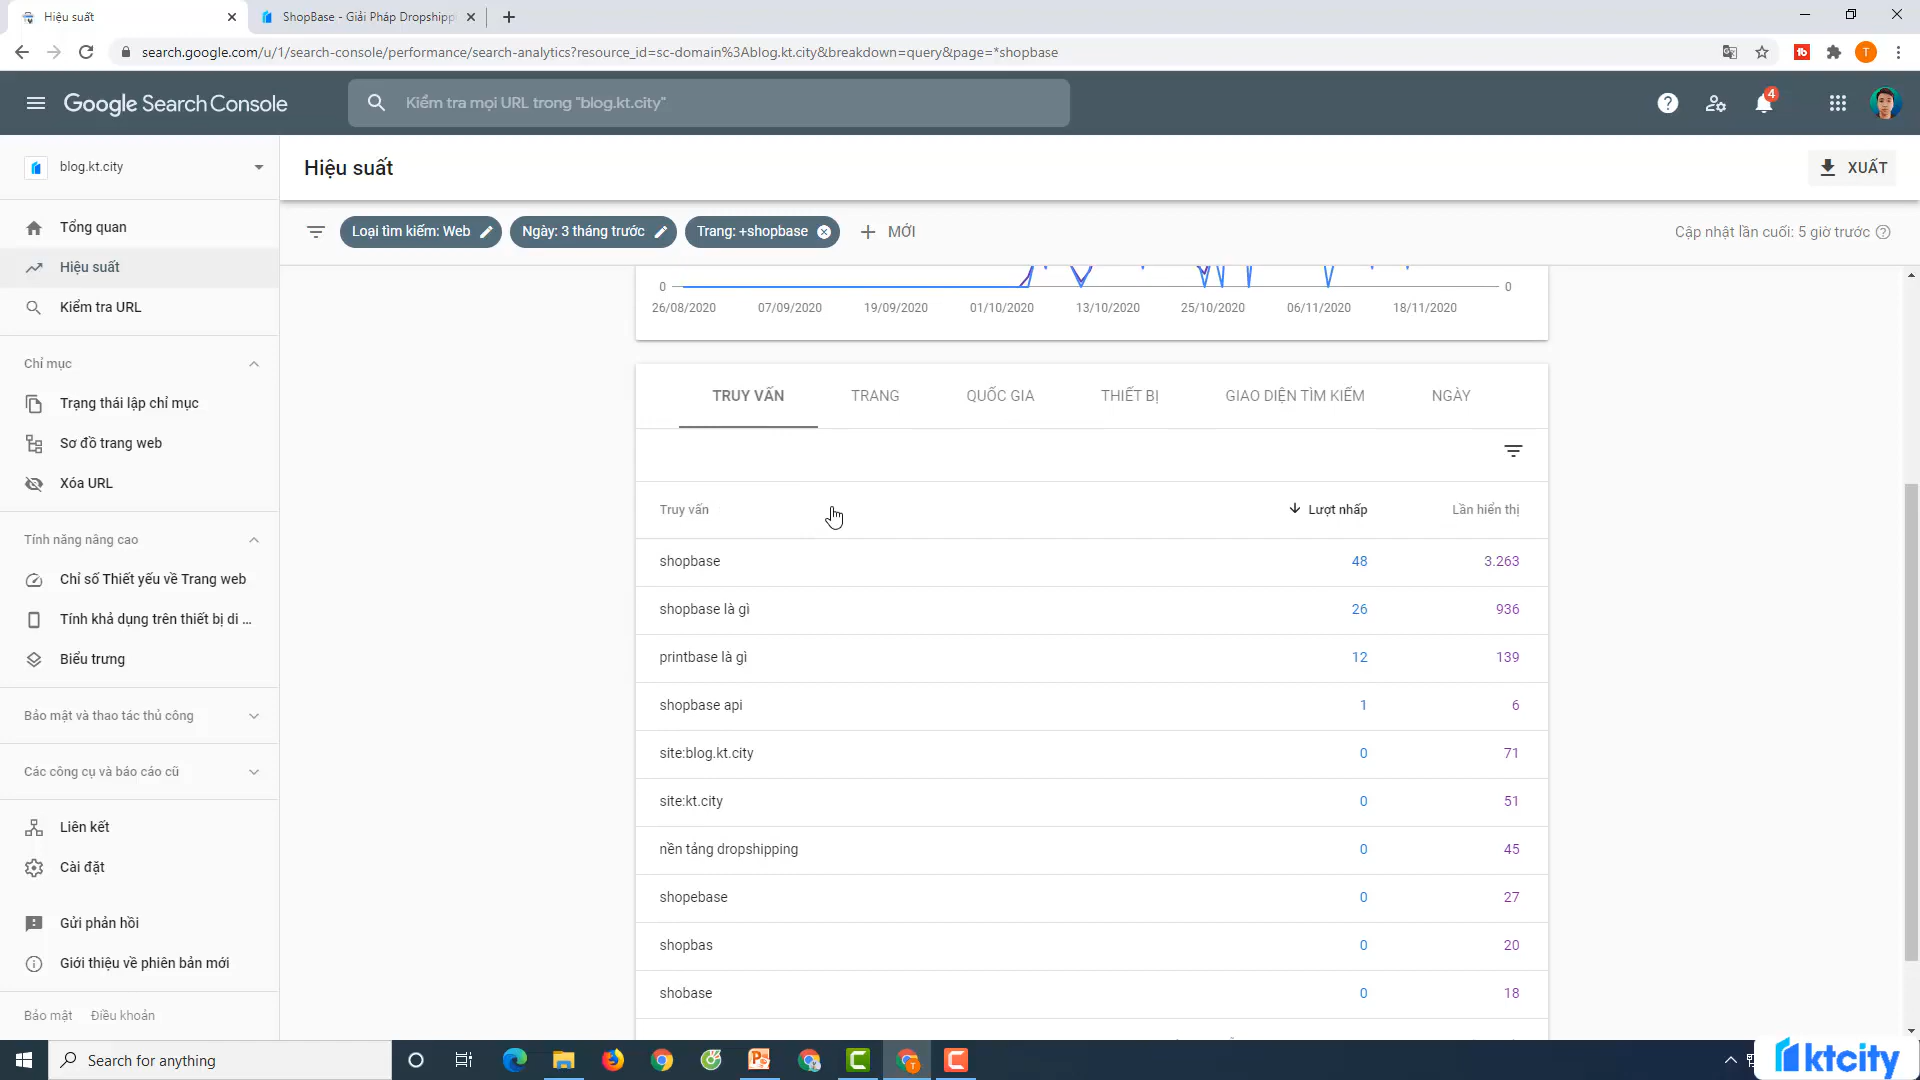 Hiệu suất
ShopBase - Giải Pháp Dropshipp
search.google.com/u/1/search-console/performance/search-analytics?resource_id=sc-domain%3Ablog.kt.city&breakdown=query&page=*shopbase
T
Google Search Console
Kiểm tra mọi URL trong "blog.kt.city"
4
blog.kt.city
Hiệu suất
XUẤT
Loại tìm kiếm: Web
Ngày: 3 tháng trước
Trang: +shopbase
MỚI
Cập nhật lần cuối: 5 giờ trước
Tổng quan
Hiệu suất
Kiểm tra URL
Chỉ mục
Trạng thái lập chỉ mục
Sơ đồ trang web
Xóa URL
Tính năng nâng cao
Chỉ số Thiết yếu về Trang web
Tính khả dụng trên thiết bị di ...
Biểu trưng
Bảo mật và thao tác thủ công
Các công cụ và báo cáo cũ
Liên kết
Cài đặt
Gửi phản hồi
Giới thiệu về phiên bản mới
Bảo mật Điều khoản
0 0
26/08/2020 07/09/2020 19/09/2020 01/10/2020 13/10/2020 25/10/2020 06/11/2020 18/11/2020
TRUY VẤN TRANG QUỐC GIA THIẾT BỊ GIAO DIỆN TÌM KIẾM NGÀY
Truy vấn Lượt nhấp Lần hiển thị
shopbase 48 3.263
shopbase là gì 26 936
printbase là gì 12 139
shopbase api 1 6
site:blog.kt.city 0 71
site:kt.city 0 51
nền tảng dropshipping 0 45
shopebase 0 27
shopbas 0 20
shobase 0 18
Search for anything
ktcity